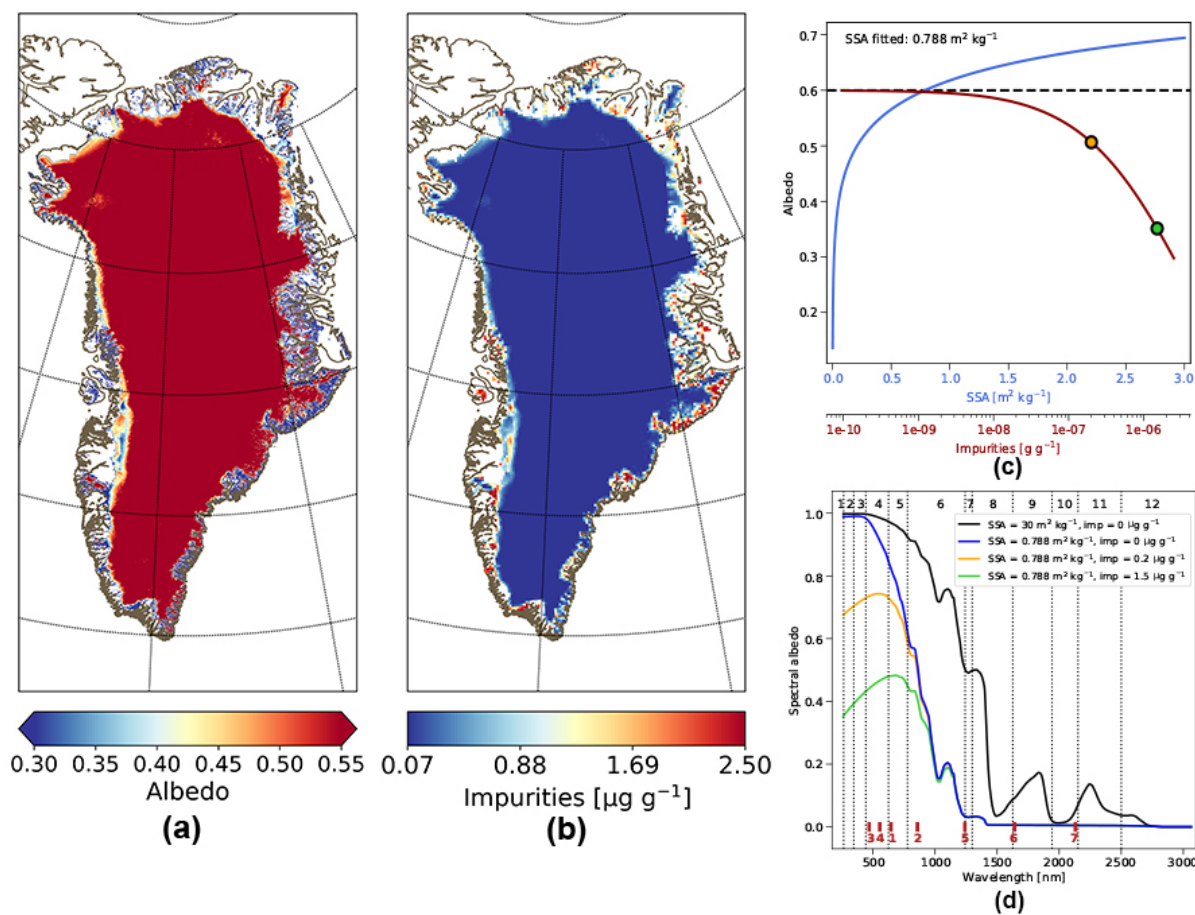 0.30 0.35 0.40 0.45 0.50 0.55
Albedo
(a)
0.07 0.88 1.69 2.50
Impurities [µg g⁻¹]
(b)
SSA fitted: 0.788 m² kg⁻¹
0.7
0.6
0.5
0.4
0.3
0.2
Albedo
0.0 0.5 1.0 1.5 2.0 2.5 3.0
SSA [m² kg⁻¹]
1e-10 1e-09 1e-08 1e-07 1e-06
Impurities [g g⁻¹]
(c)
1 2 3 4 5 6 7 8 9 10 11 12
SSA = 30 m² kg⁻¹, imp = 0 µg g⁻¹
SSA = 0.788 m² kg⁻¹, imp = 0 µg g⁻¹
SSA = 0.788 m² kg⁻¹, imp = 0.2 µg g⁻¹
SSA = 0.788 m² kg⁻¹, imp = 1.5 µg g⁻¹
1.0
0.8
0.6
0.4
0.2
0.0
Spectral albedo
3 4 1 2 5 6 7
500 1000 1500 2000 2500 3000
Wavelength [nm]
(d)